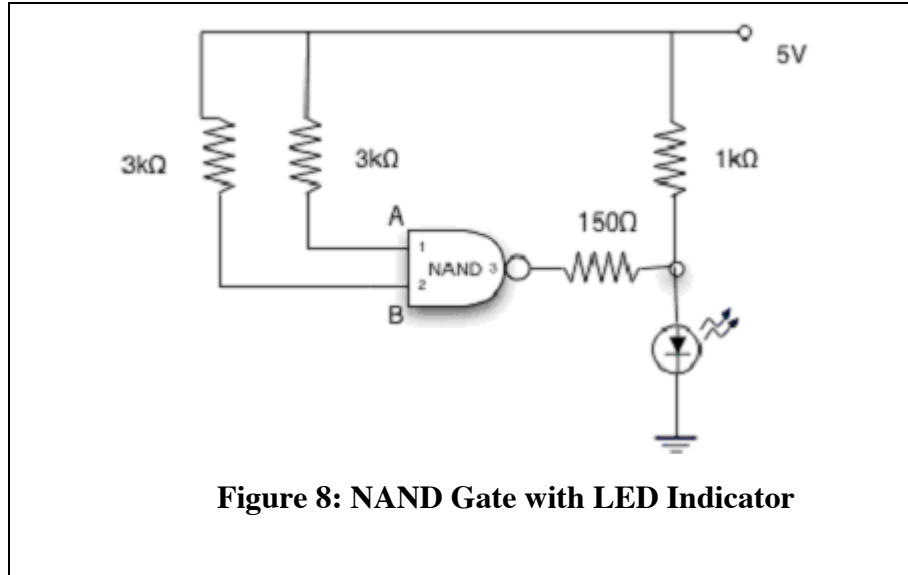 5V
3kΩ
3kΩ
1kΩ
150Ω
A
1
NAND 3
2
B
Figure 8: NAND Gate with LED Indicator